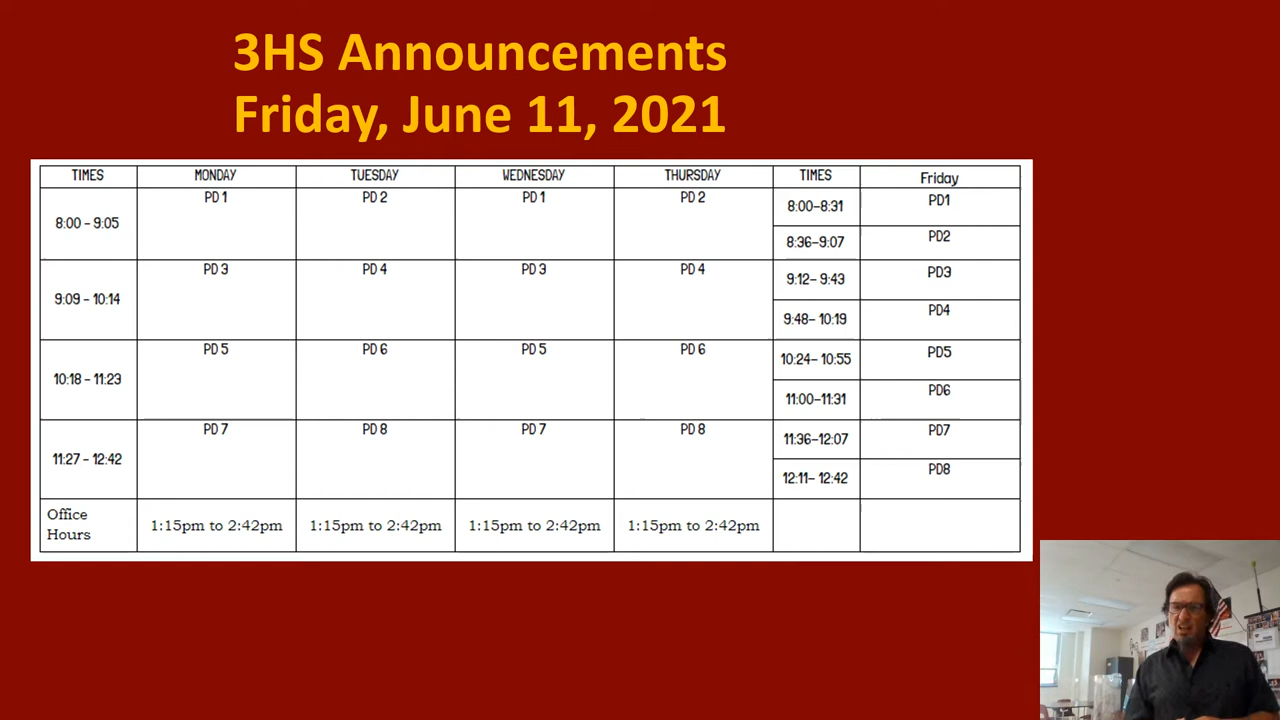 3HS Announcements
Friday, June 11, 2021
TIMES MONDAY TUESDAY WEDNESDAY THURSDAY TIMES Friday
8:00 - 9:05 PD 1 PD 2 PD 1 PD 2 8:00-8:31 PD1
8:36-9:07 PD2
9:09 - 10:14 PD 3 PD 4 PD 3 PD 4 9:12- 9:43 PD3
9:48- 10:19 PD4
10:18 - 11:23 PD 5 PD 6 PD 5 PD 6 10:24- 10:55 PD5
11:00-11:31 PD6
11:27 - 12:42 PD 7 PD 8 PD 7 PD 8 11:36-12:07 PD7
12:11- 12:42 PD8
Office
Hours 1:15pm to 2:42pm 1:15pm to 2:42pm 1:15pm to 2:42pm 1:15pm to 2:42pm